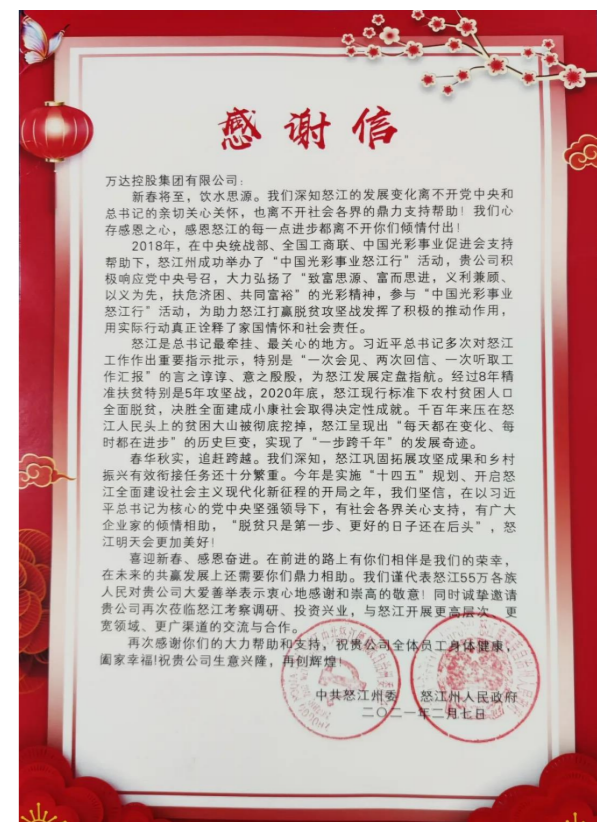 感谢信
万达控股集团有限公司：
新春将至，饮水思源。我们深知怒江的发展变化离不开党中央和
总书记的亲切关心关怀，也离不开社会各界的鼎力支持帮助！我们心
存感恩之心，感恩怒江的每一点进步都离不开你们倾情付出！
2018年，在中央统战部、全国工商联、中国光彩事业促进会支持
帮助下，怒江州成功举办了“中国光彩事业怒江行”活动，贵公司积
极响应党中央号召，大力弘扬了“致富思源、富而思进，义利兼顾、
以义为先，扶危济困、共同富裕”的光彩精神，参与“中国光彩事业
怒江行”活动，为助力怒江打赢脱贫攻坚战发挥了积极的推动作用，
用实际行动真正诠释了家国情怀和社会责任。
怒江是总书记最牵挂、最关心的地方。习近平总书记多次对怒江
工作作出重要指示批示，特别是“一次会见、两次回信、一次听取工
作汇报”的言之谆谆、意之殷殷，为怒江发展定盘指航。经过8年精
准扶贫特别是5年攻坚战，2020年底，怒江现行标准下农村贫困人口
全面脱贫，决胜全面建成小康社会取得决定性成就。千百年来压在怒
江人民头上的贫困大山被彻底挖掉，怒江呈现出“每天都在变化、每
时都在进步”的历史巨变，实现了“一步跨千年”的发展奇迹。
春华秋实，追赶跨越。我们深知，怒江巩固拓展攻坚成果和乡村
振兴有效衔接任务还十分繁重。今年是实施“十四五”规划、开启怒
江全面建设社会主义现代化新征程的开局之年，我们坚信，在以习近
平总书记为核心的党中央坚强领导下，有社会各界关心支持，有广大
企业家的倾情相助，“脱贫只是第一步、更好的日子还在后头”，怒
江明天会更加美好！
喜迎新春、感恩奋进。在前进的路上有你们相伴是我们的荣幸，
在未来的共赢发展上还需要你们鼎力相助。我们谨代表怒江55万各族
人民对贵公司大爱善举表示衷心地感谢和崇高的敬意！同时诚挚邀请
贵公司再次莅临怒江考察调研、投资兴业，与怒江开展更高层次、更
宽领域、更广渠道的交流与合作。
再次感谢你们的大力帮助和支持，祝贵公司全体员工身体健康，
阖家幸福!祝贵公司生意兴隆，再创辉煌！
中共怒江州委 怒江州人民政府
二〇二一年二月七日